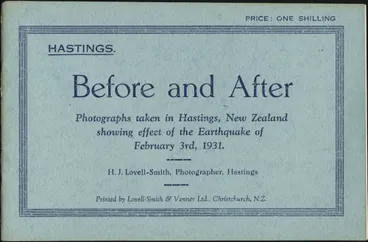 PRICE: ONE SHILLING
HASTINGS.
Before and After
Photographs taken in Hastings, New Zealand
showing effect of the Earthquake of
February 3rd, 1931.
H. J. Lovell-Smith, Photographer, Hastings
Printed by Lovell-Smith & Venner Ltd., Christchurch, N.Z.